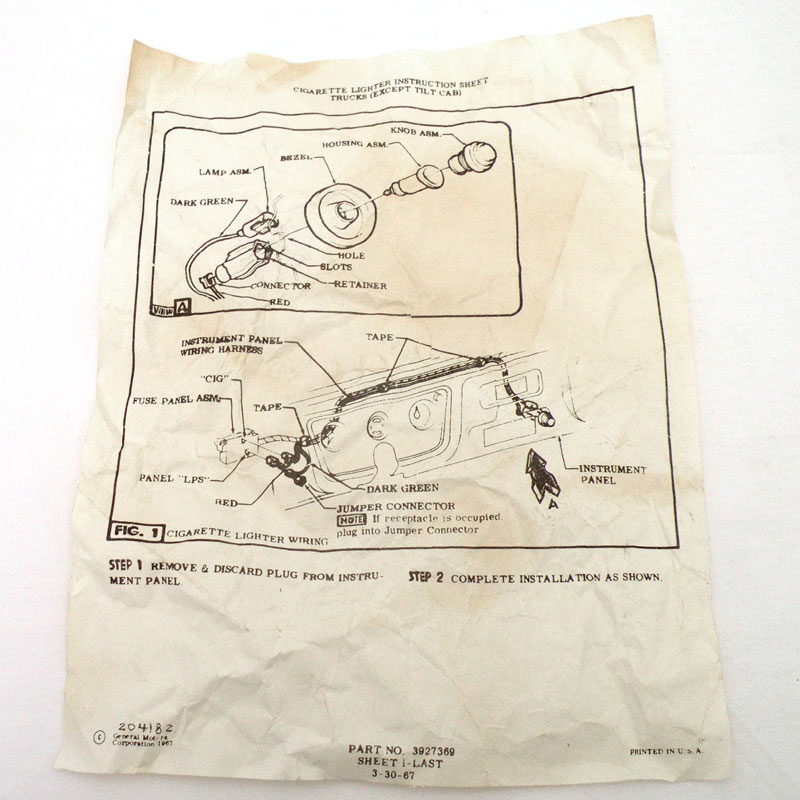 CIGARETTE LIGHTER INSTRUCTION SHEET
TRUCKS (EXCEPT TILT CAB)
KNOB ASM.
HOUSING ASM.
BEZEL
LAMP ASM.
DARK GREEN
HOLE
SLOTS
CONNECTOR
RETAINER
RED
VIEW A
INSTRUMENT PANEL
WIRING HARNESS
TAPE
"CIG"
FUSE PANEL ASM.
TAPE
PANEL "LPS"
RED
DARK GREEN
INSTRUMENT
PANEL
A
JUMPER CONNECTOR
NOTE If receptacle is occupied,
plug into Jumper Connector
FIG. 1 CIGARETTE LIGHTER WIRING
STEP 1 REMOVE & DISCARD PLUG FROM INSTRU-
MENT PANEL
STEP 2 COMPLETE INSTALLATION AS SHOWN.
204182
© General Motors
Corporation 1967
PART NO. 3927369
SHEET 1-LAST
3-30-67
PRINTED IN U.S.A.